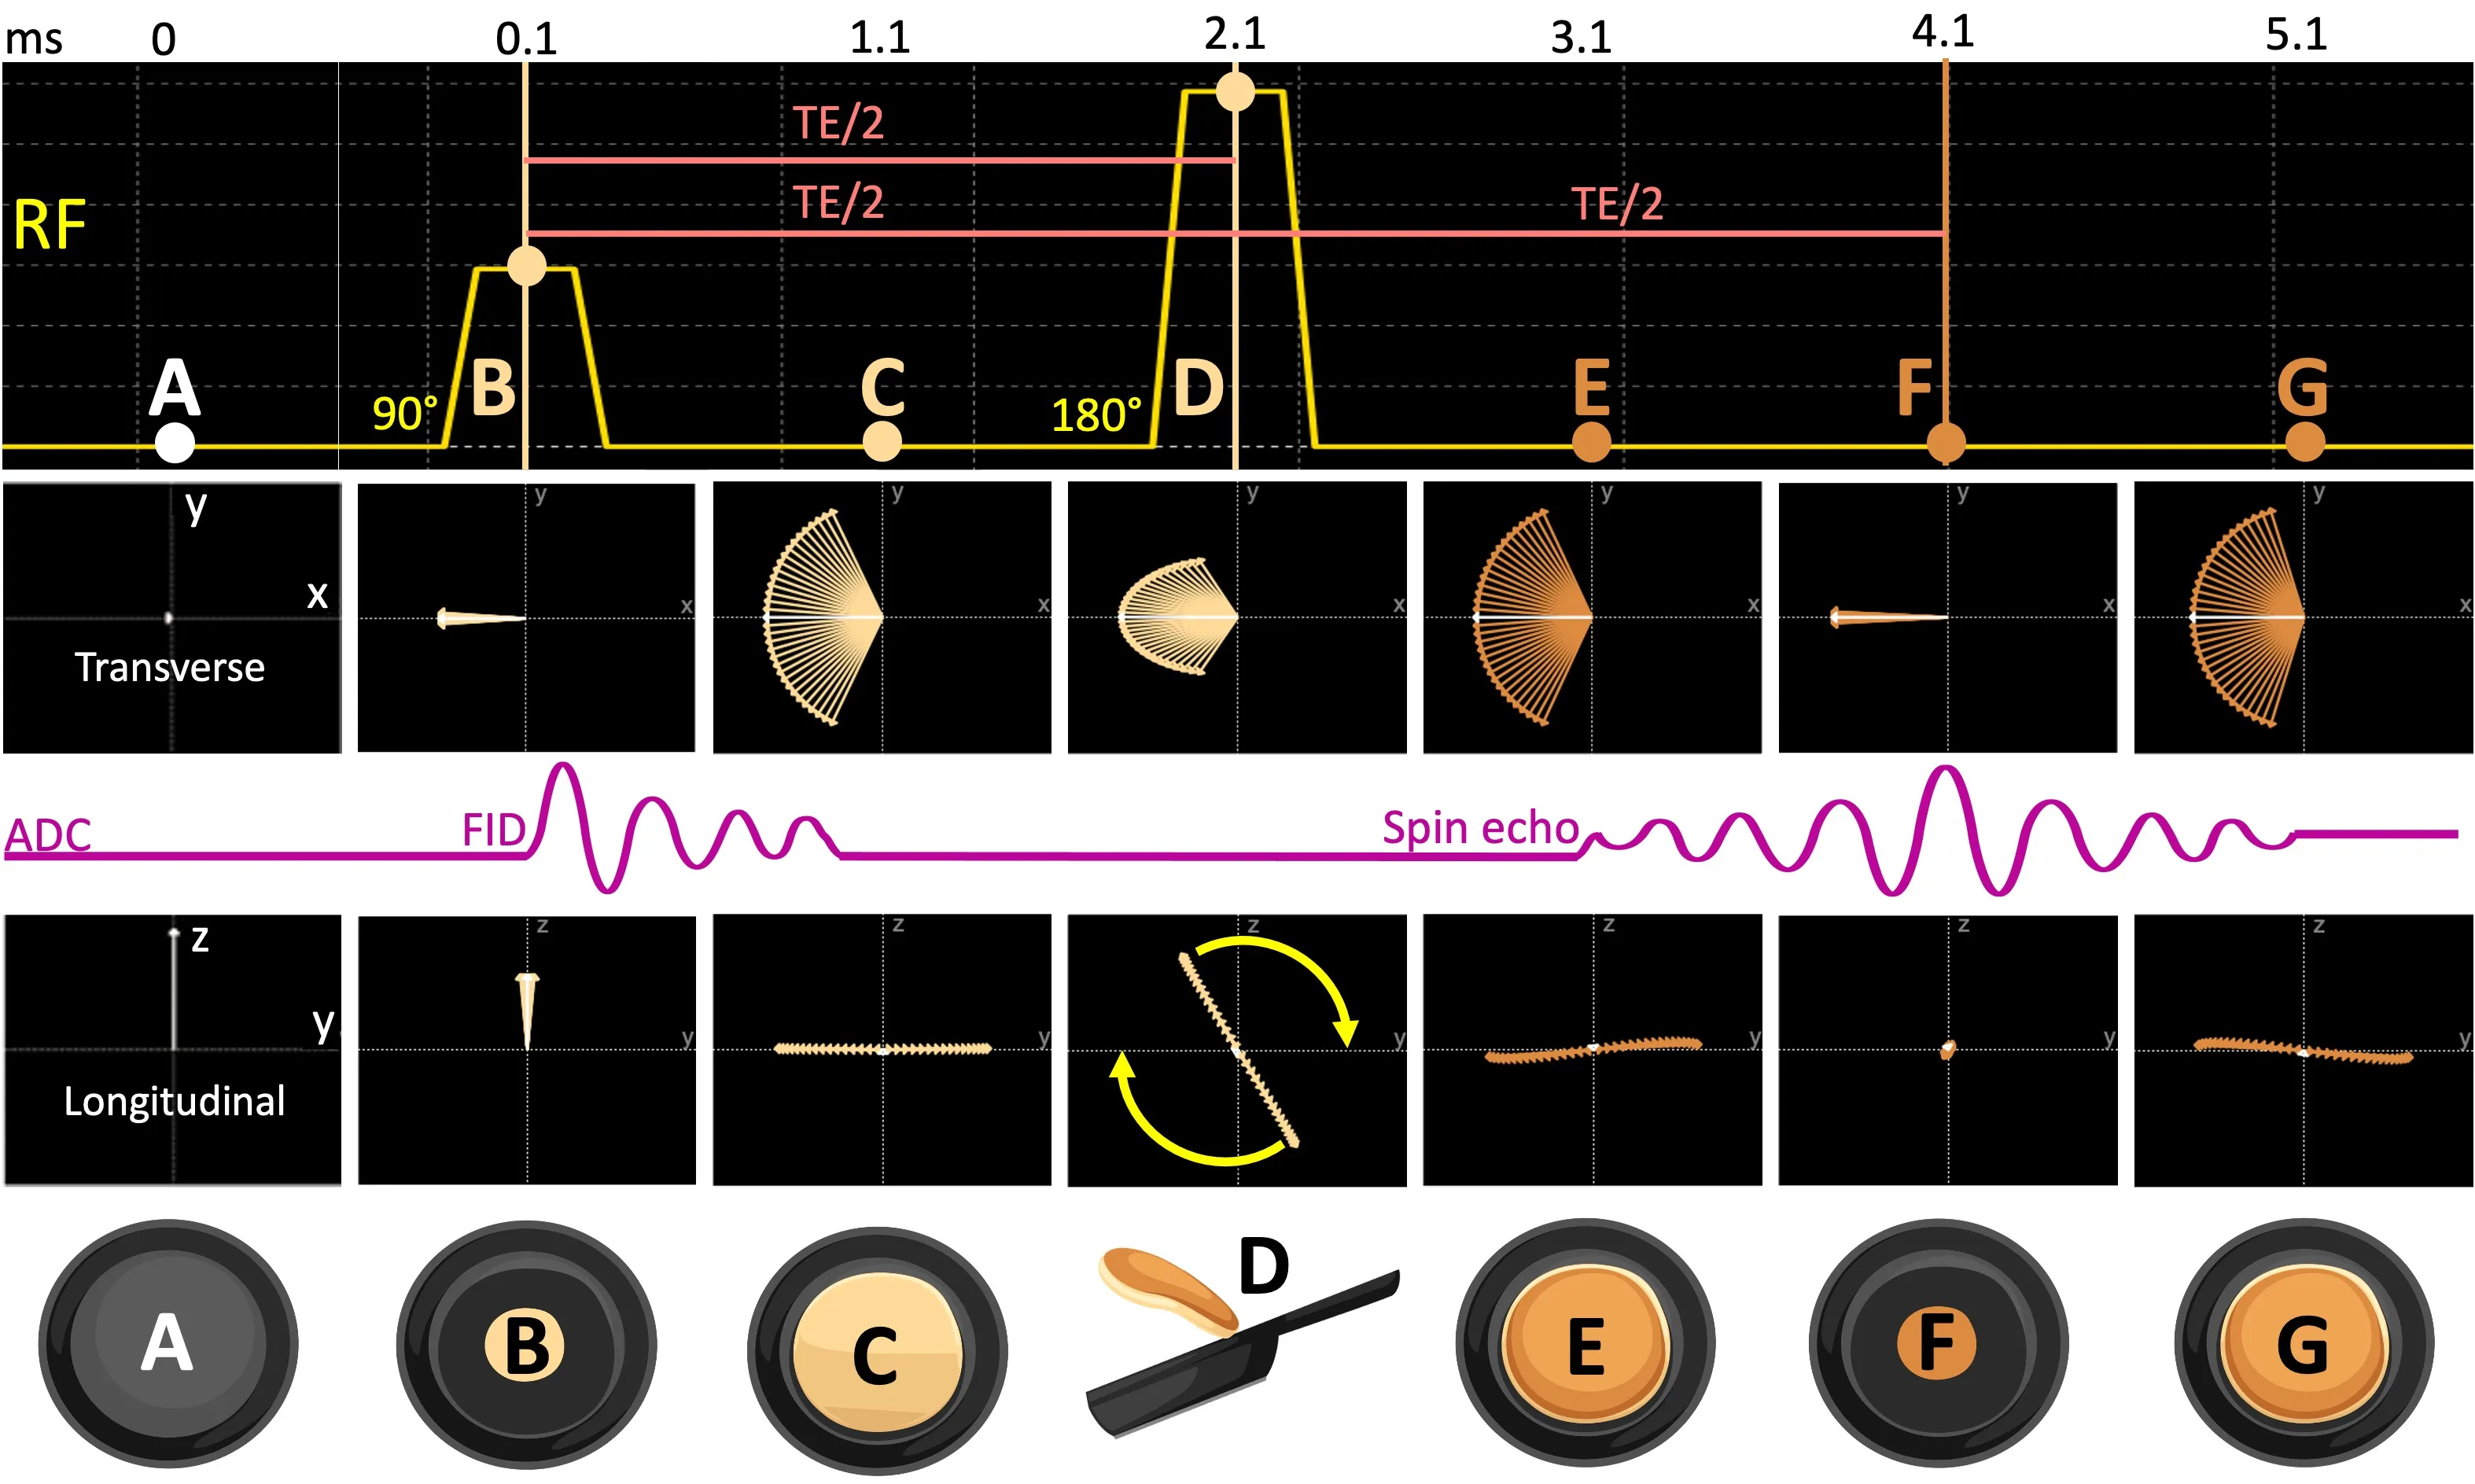 ms 0 0.1 1.1 2.1 3.1 4.1 5.1
TE/2
TE/2 TE/2
RF
A 90° B C 180° D E F G
y y y y y y y
x x x x x x x
Transverse
ADC FID Spin echo
z z z z z z z
y y y y y y y
Longitudinal
A B C D E F G